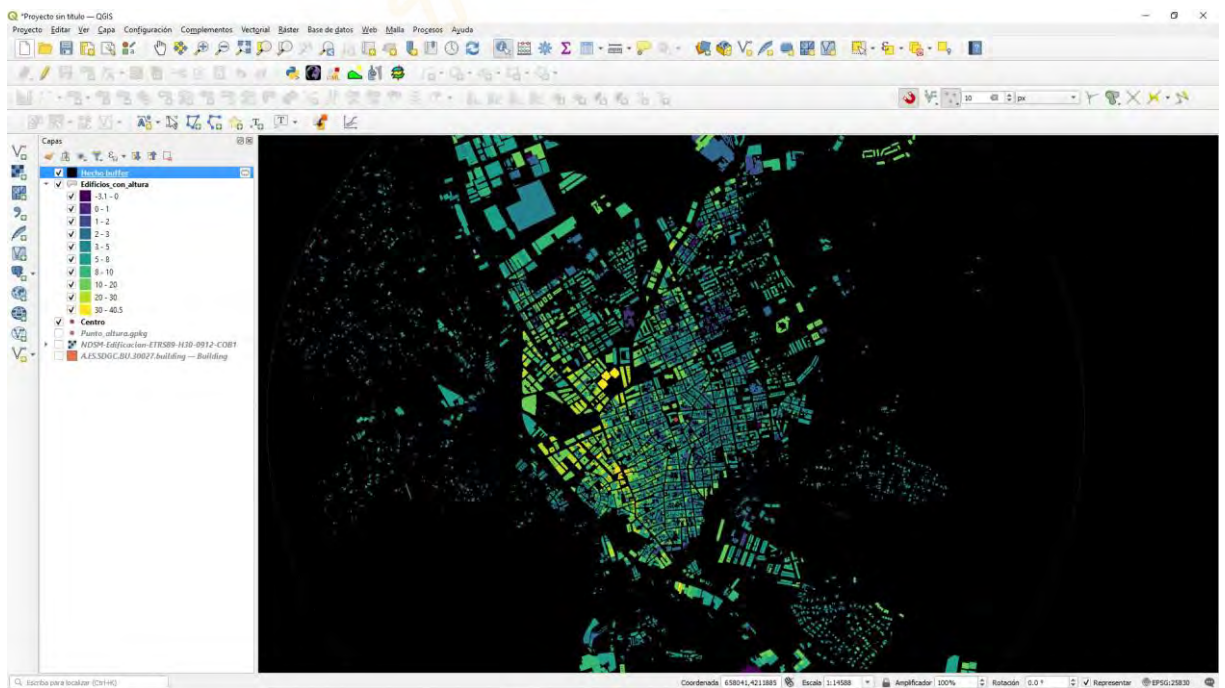 *Proyecto sin título — QGIS
Proyecto Editar Ver Capa Configuración Complementos Vectorial Ráster Base de datos Web Malla Procesos Ayuda
10 px
Capas
Hecho buffer
Edificios_con_altura
-3.1 - 0
0 - 1
1 - 2
2 - 3
3 - 5
5 - 8
8 - 10
10 - 20
20 - 30
30 - 40.5
Centro
Punto_altura.gpkg
NDSM-Edificacion-ETRS89-H30-0912-COB1
A.ES.SDGC.BU.30027.building — Building
Escriba para localizar (Ctrl+K)
Coordenada 658041,4211885 Escala 1:14588 Amplificador 100% Rotación 0.0 ° Representar EPSG:25830